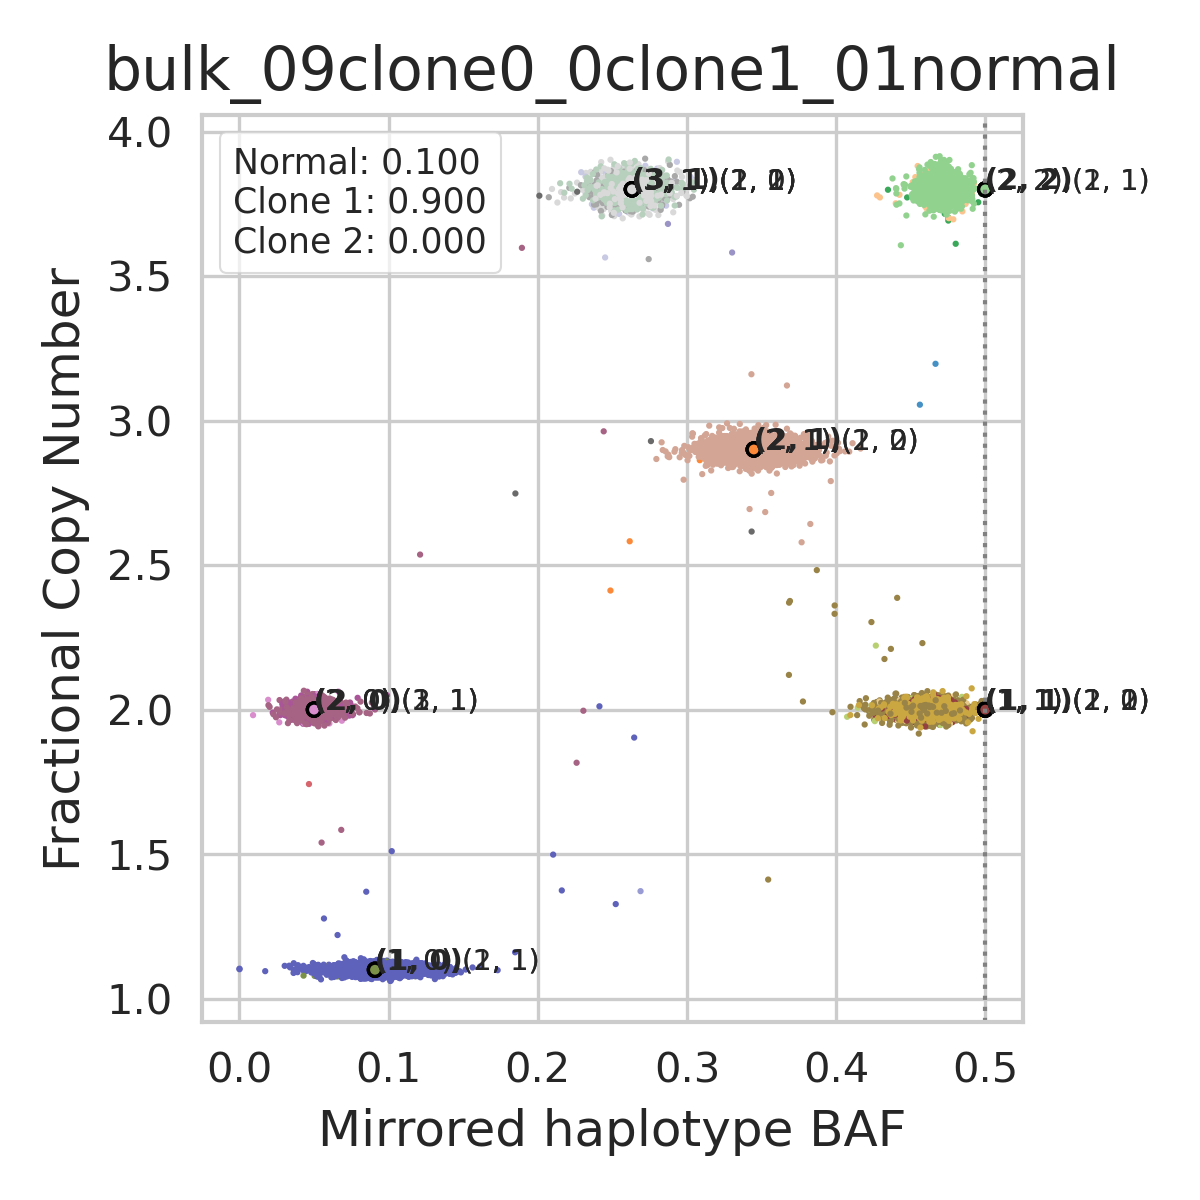 bulk_09clone0_0clone1_01normal
Normal: 0.100
Clone 1: 0.900
Clone 2: 0.000
4.0
3.5
3.0
2.5
2.0
1.5
1.0
Fractional Copy Number
(3, 1)
(2, 2)
(2, 1)
(2, 0)
(1, 1)
(1, 0)
0.0 0.1 0.2 0.3 0.4 0.5
Mirrored haplotype BAF